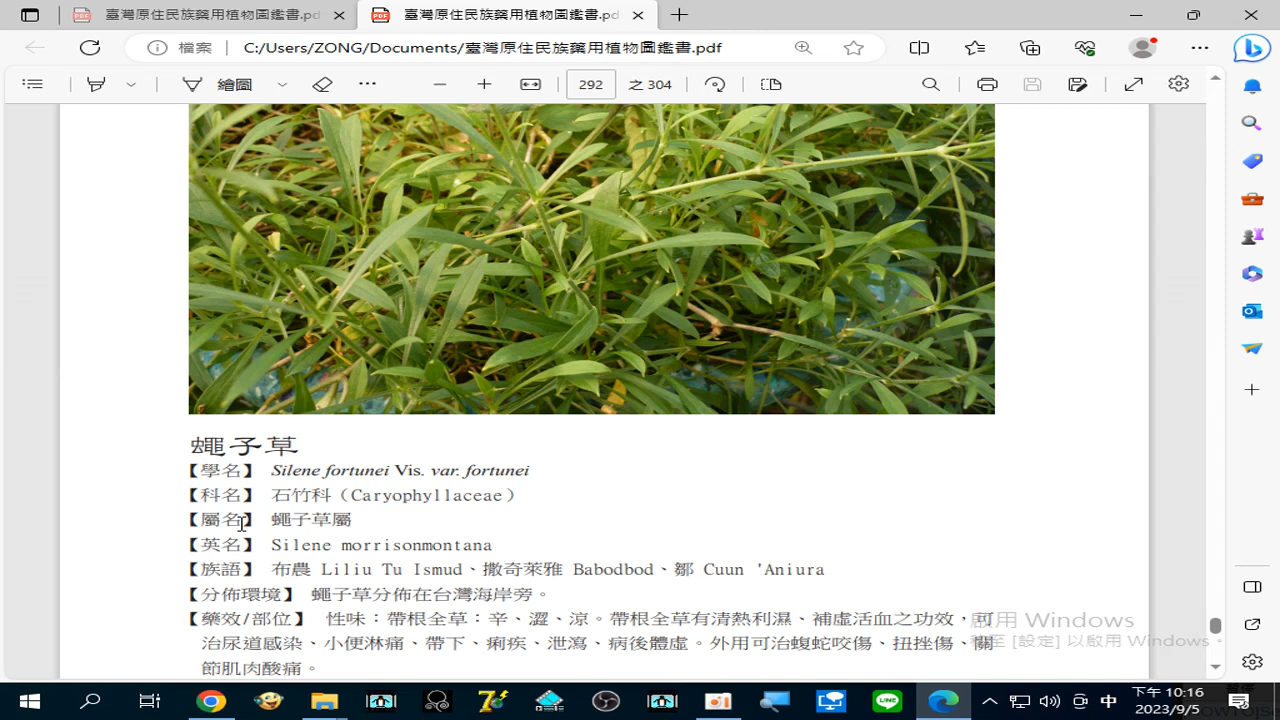 臺灣原住民族藥用植物圖鑑書.pd
臺灣原住民族藥用植物圖鑑書.pdf
檔案
C:/Users/ZONG/Documents/臺灣原住民族藥用植物圖鑑書.pdf
繪圖
292 之 304
蠅子草
【學名】 Silene fortunei Vis. var. fortunei
【科名】 石竹科（Caryophyllaceae）
【屬名】 蠅子草屬
【英名】 Silene morrisonmontana
【族語】 布農 Liliu Tu Ismud、撒奇萊雅 Babodbod、鄒 Cuun 'Aniura
【分佈環境】 蠅子草分佈在台灣海岸旁。
【藥效/部位】 性味：帶根全草：辛、澀、涼。帶根全草有清熱利濕、補虛活血之功效，可
治尿道感染、小便淋痛、帶下、痢疾、泄瀉、病後體虛。外用可治蝮蛇咬傷、扭挫傷、關
節肌肉酸痛。
啟用 Windows
移至 [設定] 以啟用 Windows。
中
下午 10:16
2023/9/5